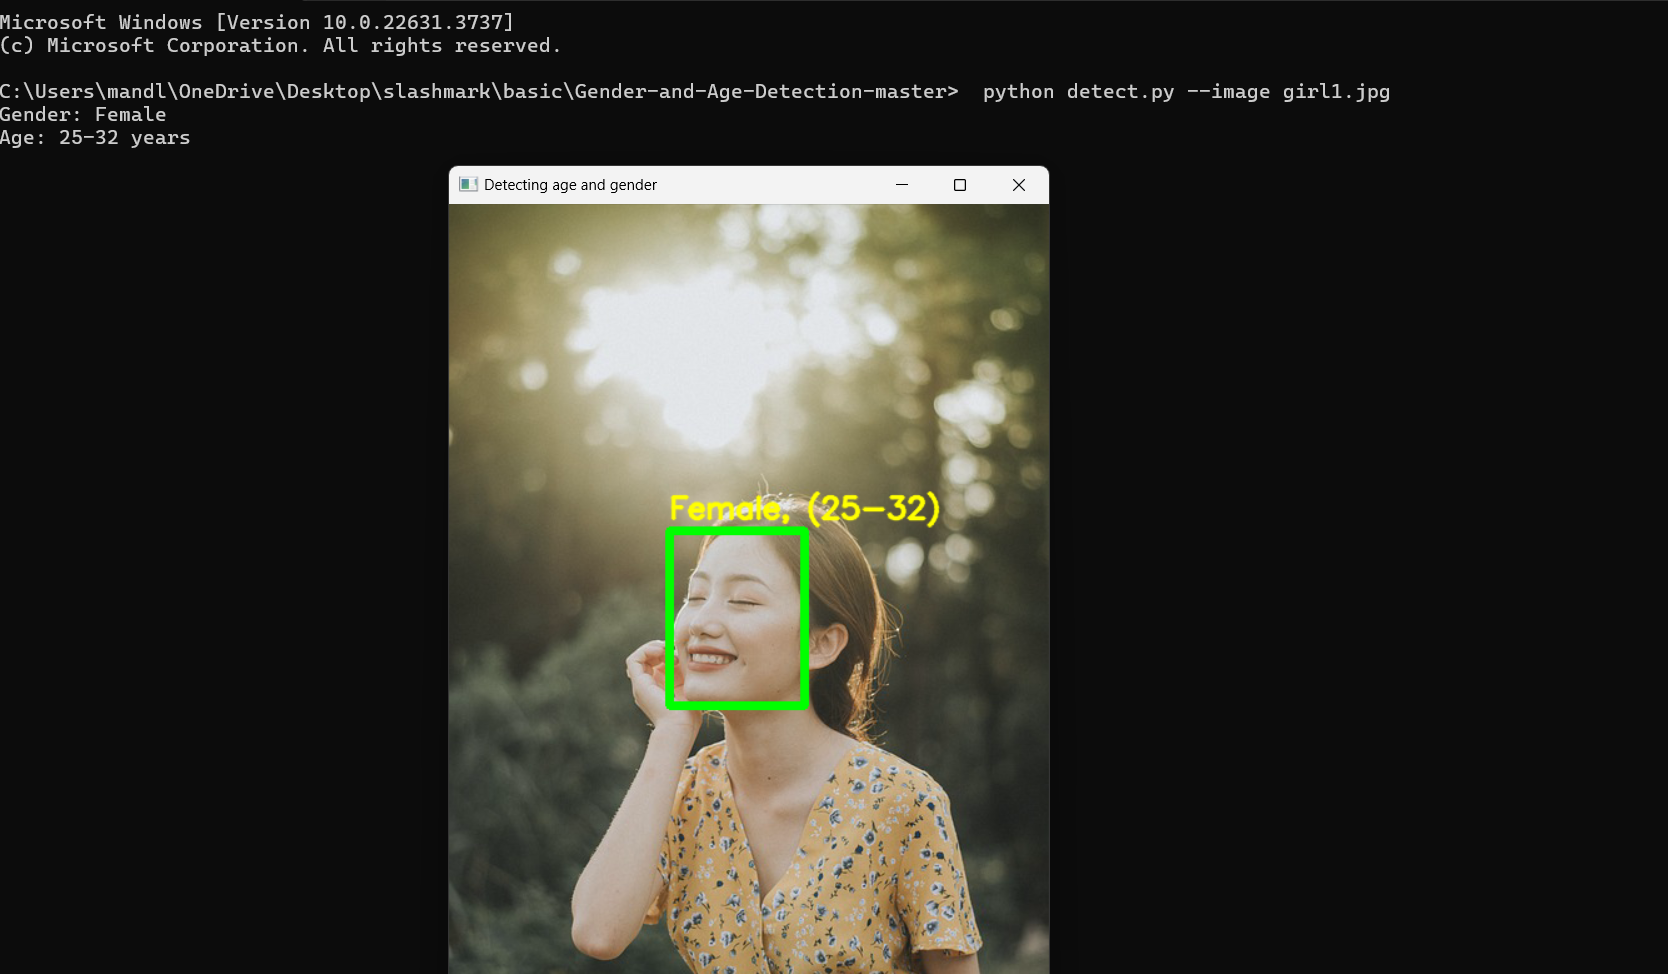 Microsoft Windows [Version 10.0.22631.3737]
(c) Microsoft Corporation. All rights reserved.
C:\Users\mandl\OneDrive\Desktop\slashmark\basic\Gender-and-Age-Detection-master>  python detect.py --image girl1.jpg
Gender: Female
Age: 25-32 years
Detecting age and gender
Female, (25-32)